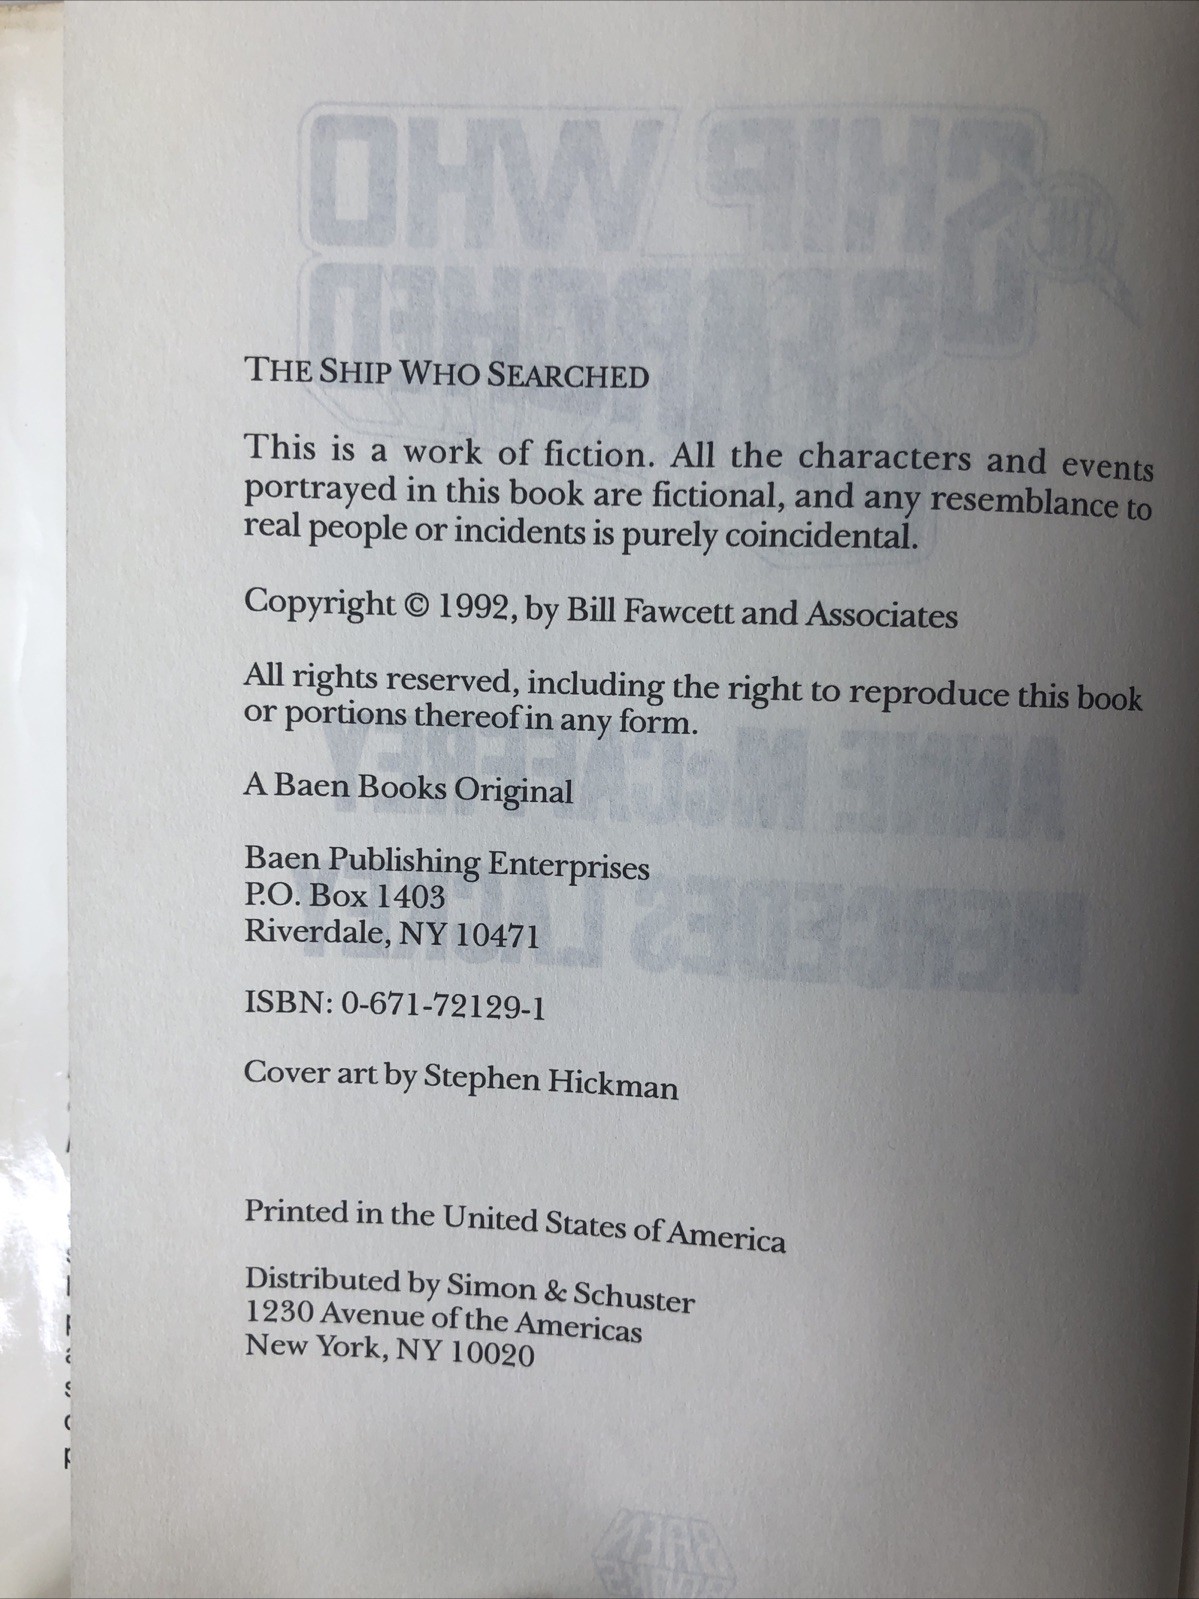 THE SHIP WHO SEARCHED
This is a work of fiction. All the characters and events
portrayed in this book are fictional, and any resemblance to
real people or incidents is purely coincidental.
Copyright © 1992, by Bill Fawcett and Associates
All rights reserved, including the right to reproduce this book
or portions thereof in any form.
A Baen Books Original
Baen Publishing Enterprises
P.O. Box 1403
Riverdale, NY 10471
ISBN: 0-671-72129-1
Cover art by Stephen Hickman
Printed in the United States of America
Distributed by Simon & Schuster
1230 Avenue of the Americas
New York, NY 10020